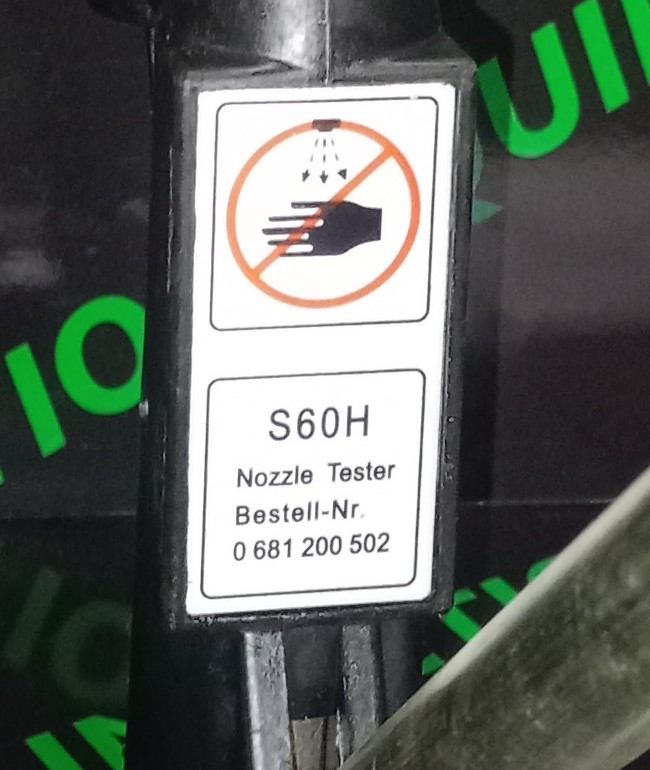 S60H
Nozzle Tester
Bestell-Nr.
0 681 200 502